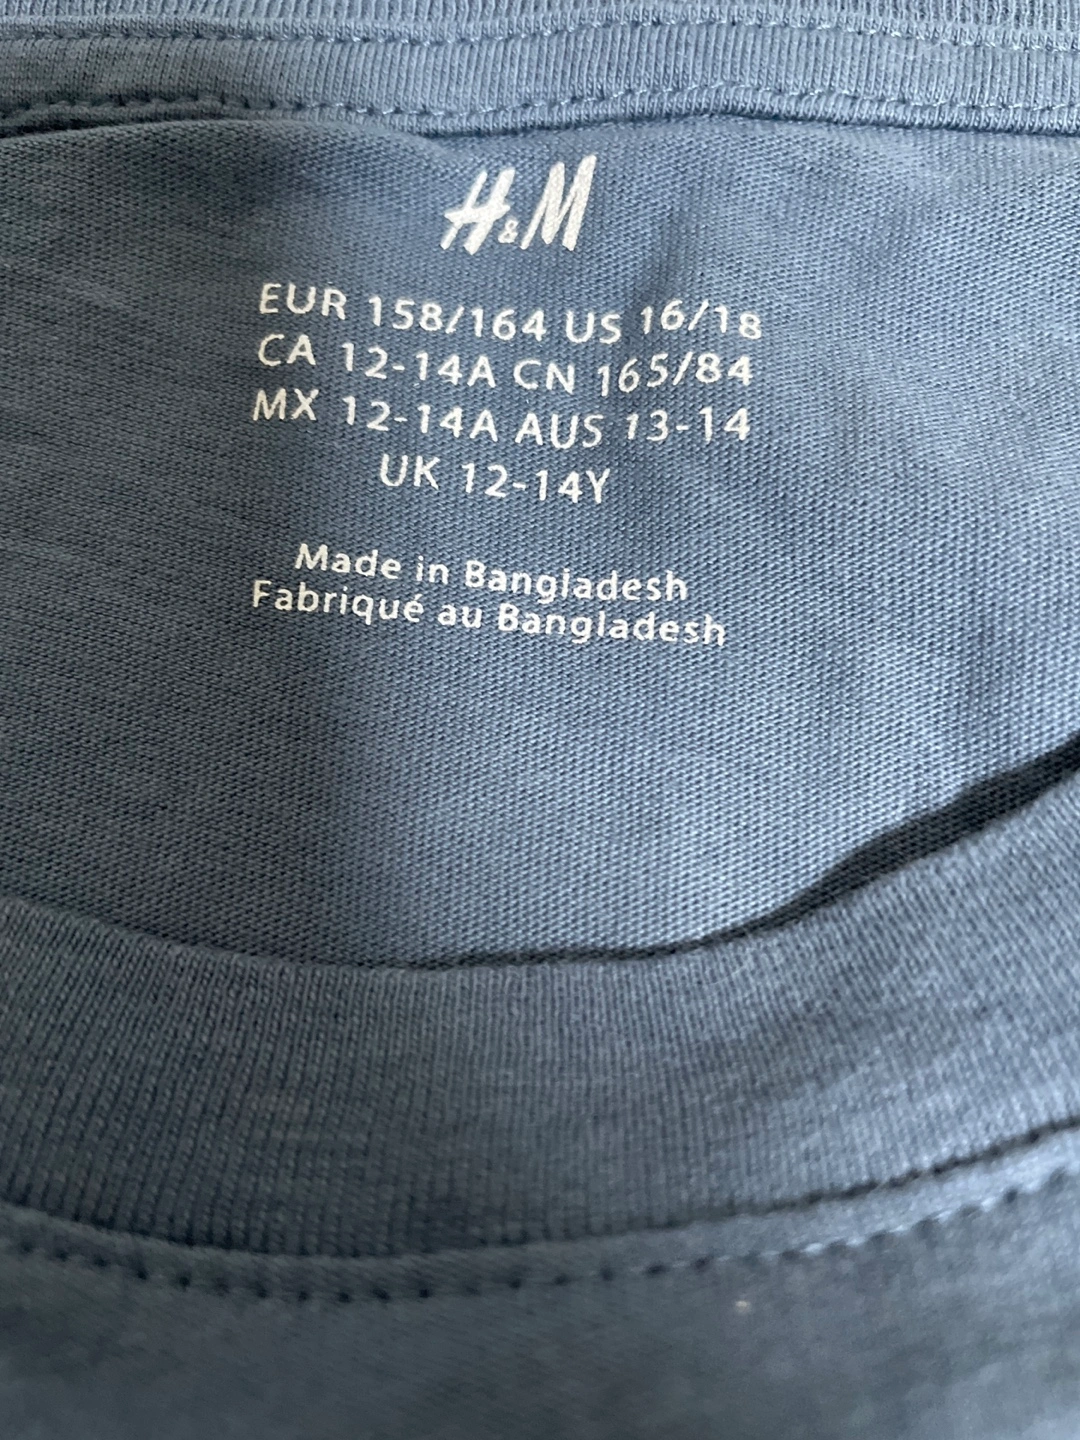 H&M
EUR 158/164 US 16/18
CA 12-14A CN 165/84
MX 12-14A AUS 13-14
UK 12-14Y
Made in Bangladesh
Fabriqué au Bangladesh